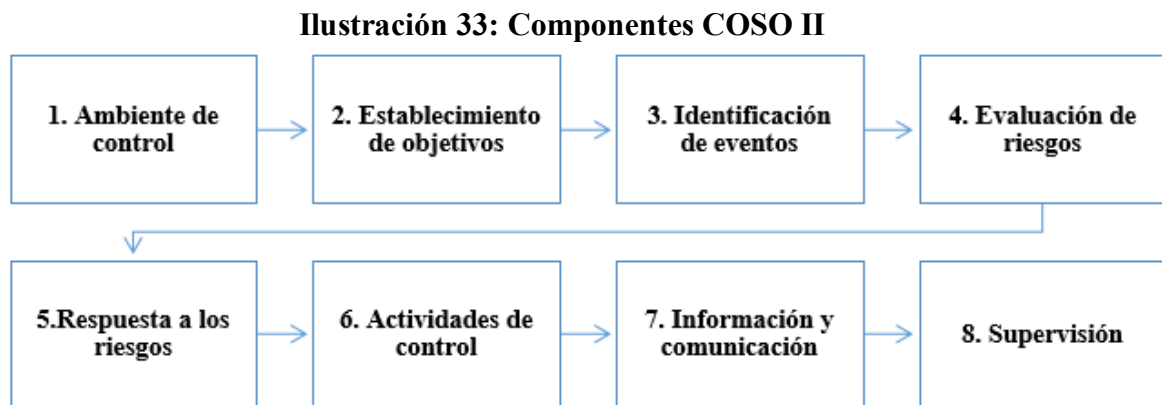 Ilustración 33: Componentes COSO II
1. Ambiente de
control
2. Establecimiento
de objetivos
3. Identificación
de eventos
4. Evaluación de
riesgos
5.Respuesta a los
riesgos
6. Actividades de
control
7. Información y
comunicación
8. Supervisión